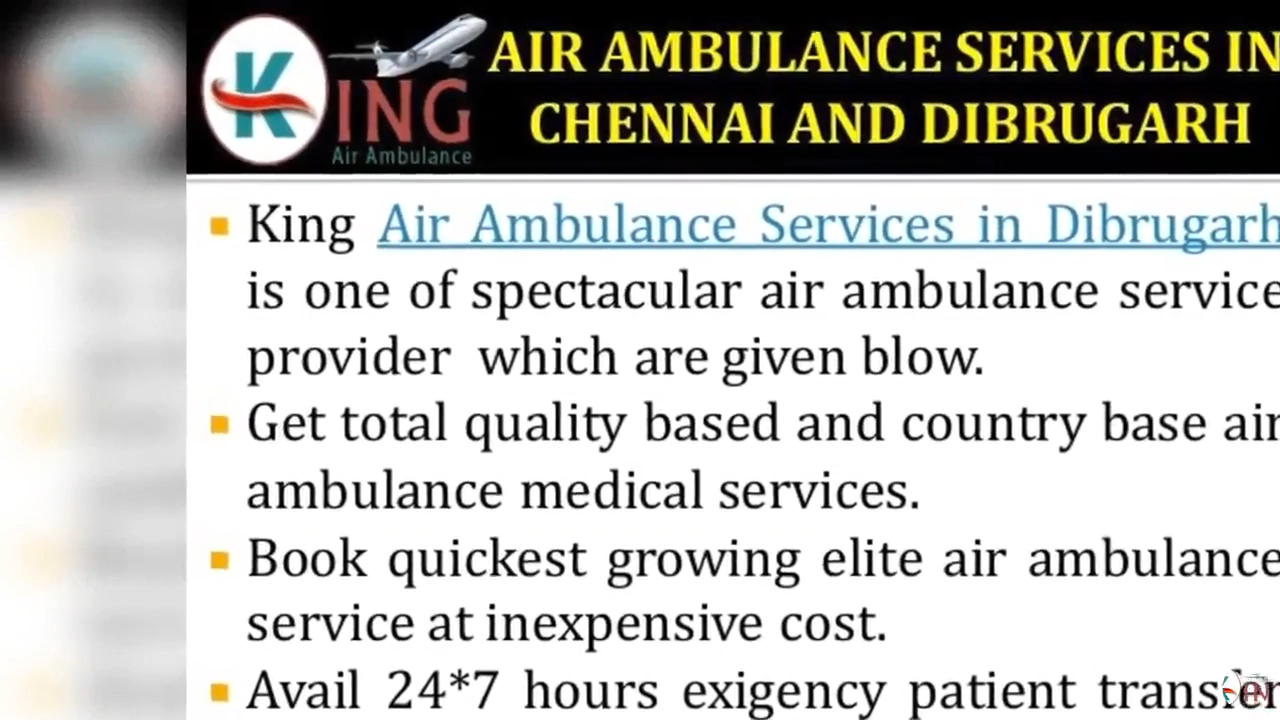 KING
Air Ambulance
AIR AMBULANCE SERVICES IN
CHENNAI AND DIBRUGARH
King Air Ambulance Services in Dibrugarh
is one of spectacular air ambulance service
provider which are given blow.
Get total quality based and country base air
ambulance medical services.
Book quickest growing elite air ambulance
service at inexpensive cost.
Avail 24*7 hours exigency patient transfer